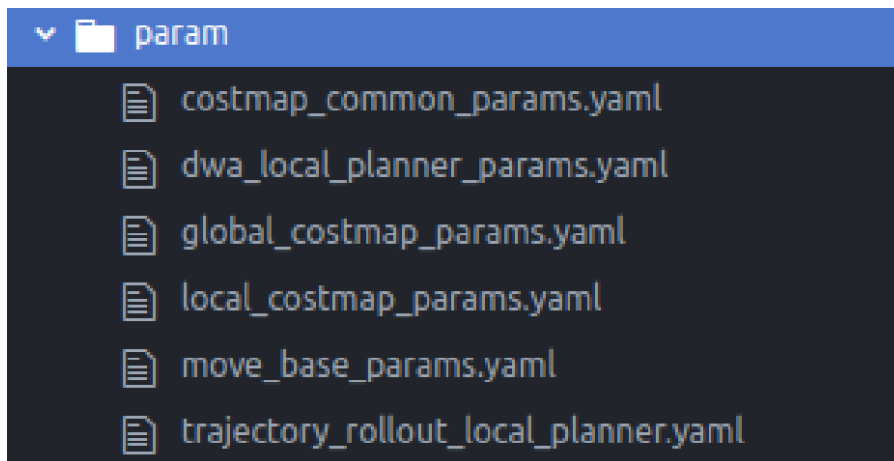 param
costmap_common_params.yaml
dwa_local_planner_params.yaml
global_costmap_params.yaml
local_costmap_params.yaml
move_base_params.yaml
trajectory_rollout_local_planner.yaml